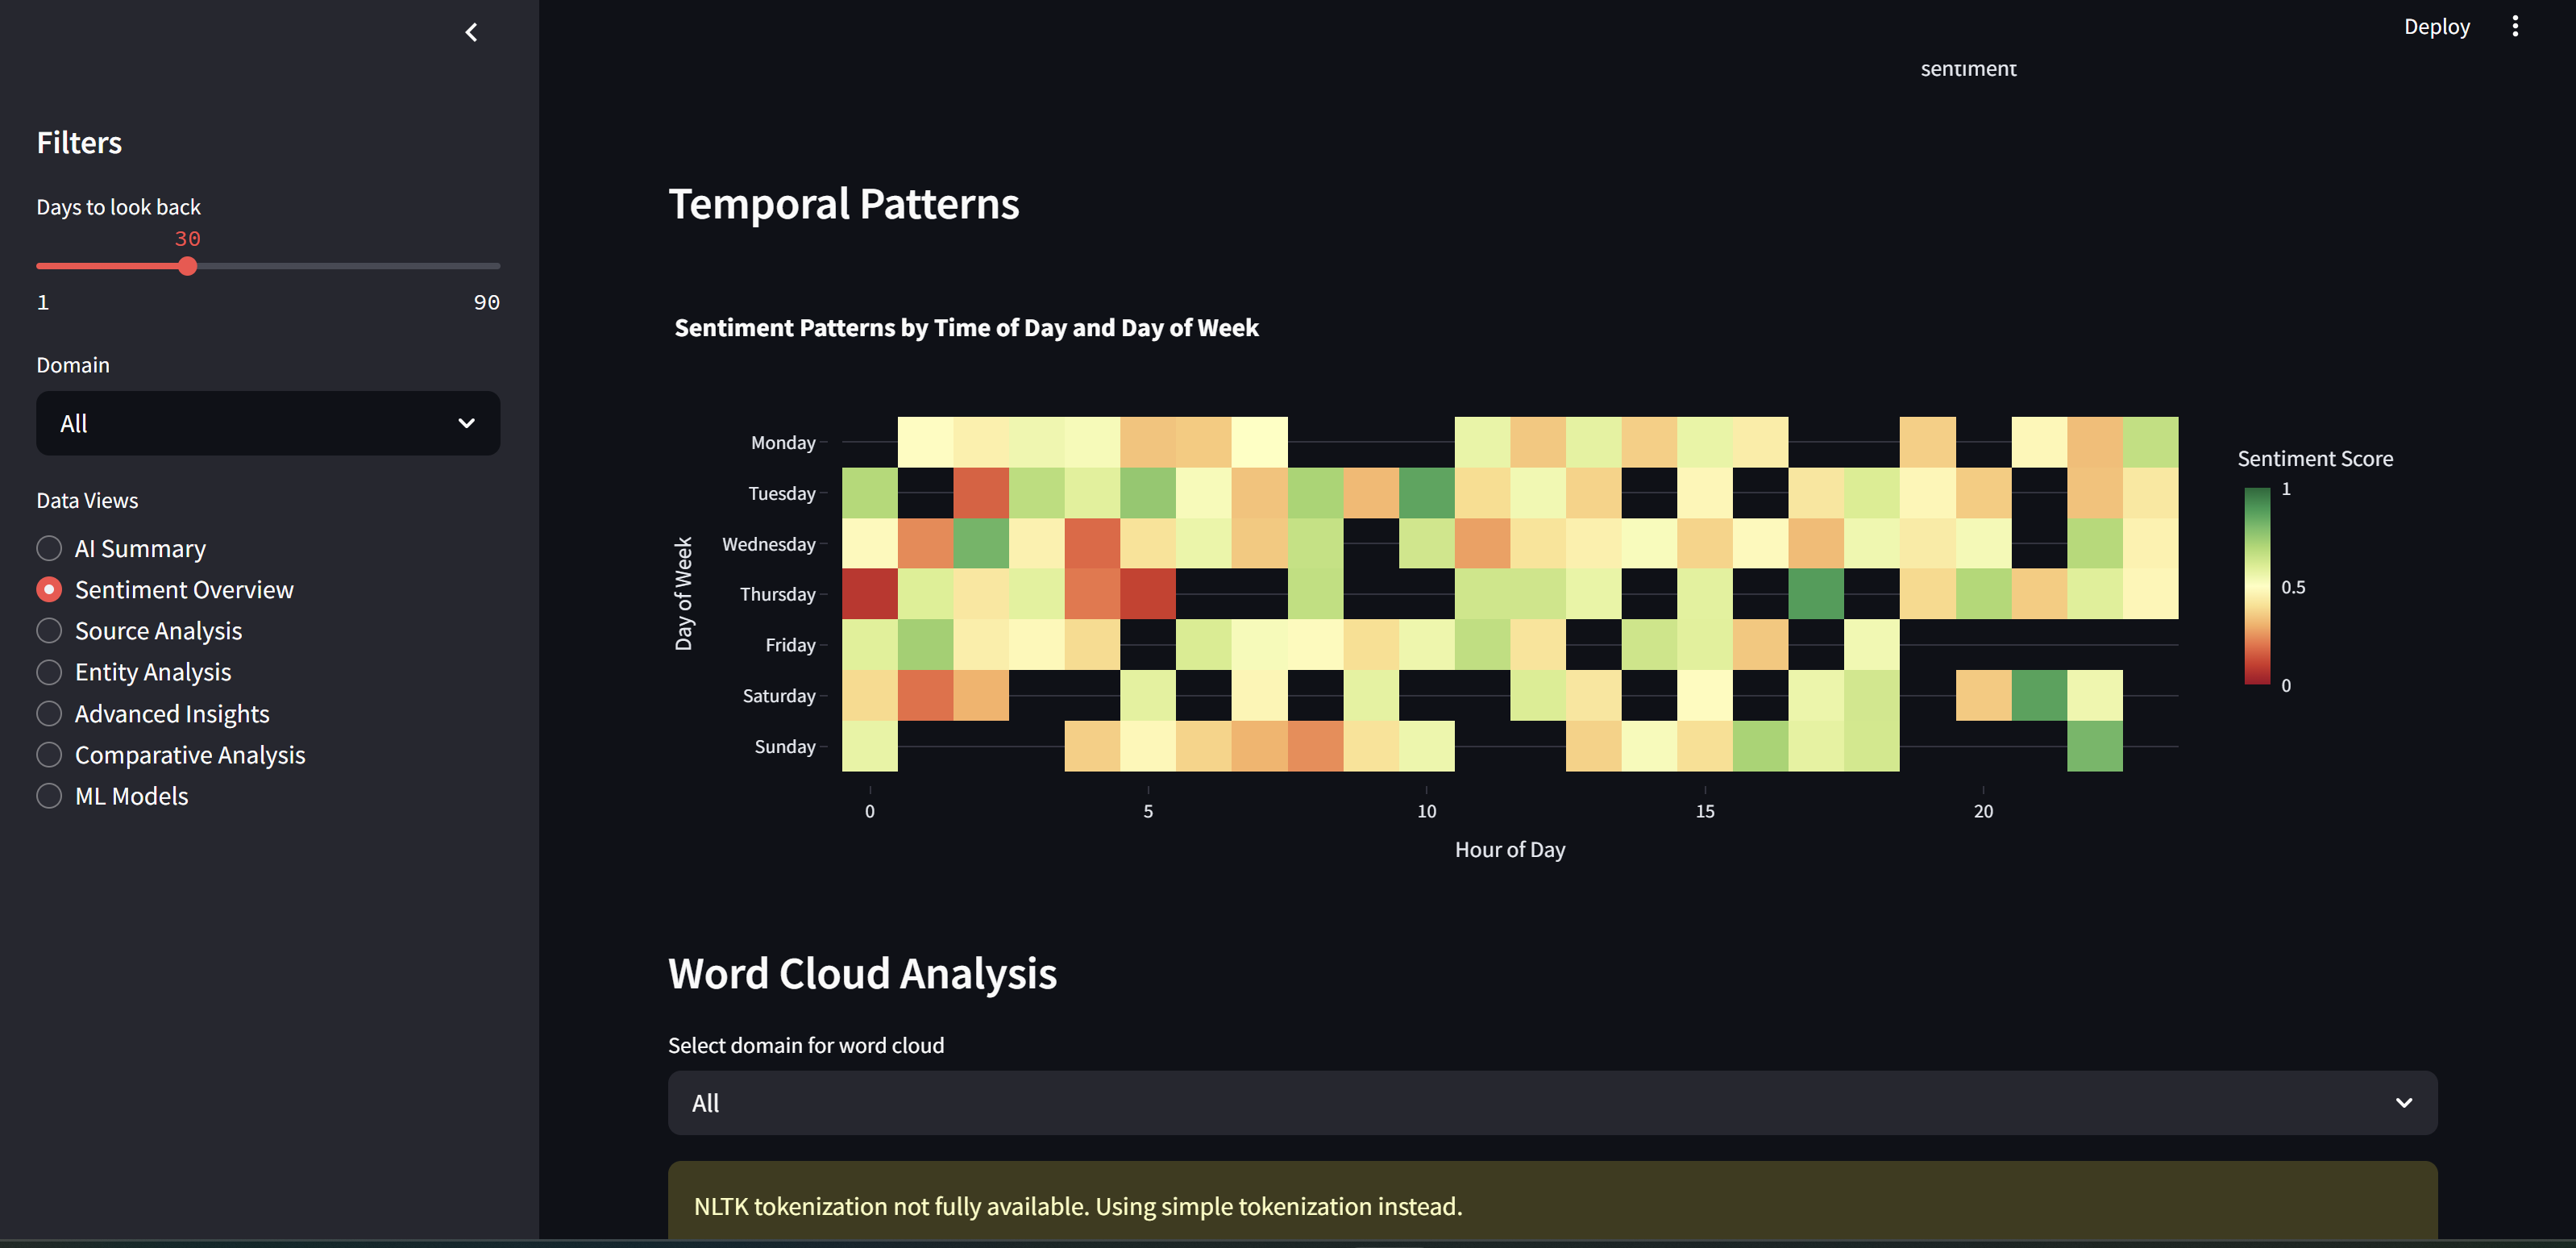 Deploy
sentiment
Filters
Days to look back
30
1
90
Domain
All
Data Views
AI Summary
Sentiment Overview
Source Analysis
Entity Analysis
Advanced Insights
Comparative Analysis
ML Models
Temporal Patterns
Sentiment Patterns by Time of Day and Day of Week
Day of Week
Monday
Tuesday
Wednesday
Thursday
Friday
Saturday
Sunday
0
5
10
15
20
Hour of Day
Sentiment Score
1
0.5
0
Word Cloud Analysis
Select domain for word cloud
All
NLTK tokenization not fully available. Using simple tokenization instead.